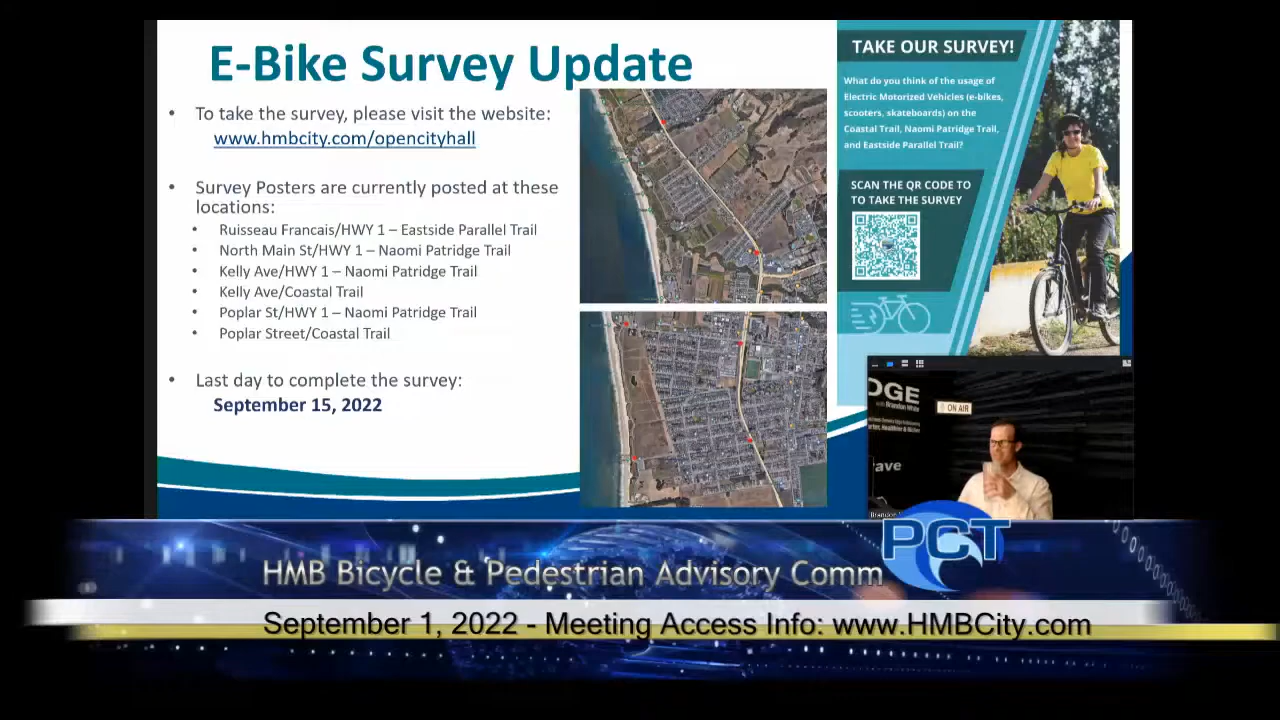 E-Bike Survey Update
• To take the survey, please visit the website:
www.hmbcity.com/opencityhall
• Survey Posters are currently posted at these
locations:
• Ruisseau Francais/HWY 1 – Eastside Parallel Trail
• North Main St/HWY 1 – Naomi Patridge Trail
• Kelly Ave/HWY 1 – Naomi Patridge Trail
• Kelly Ave/Coastal Trail
• Poplar St/HWY 1 – Naomi Patridge Trail
• Poplar Street/Coastal Trail
• Last day to complete the survey:
September 15, 2022
TAKE OUR SURVEY!
What do you think of the usage of
Electric Motorized Vehicles (e-bikes,
scooters, skateboards) on the
Coastal Trail, Naomi Patridge Trail,
and Eastside Parallel Trail?
SCAN THE QR CODE TO
TO TAKE THE SURVEY
DGE
with Brandon White
ON AIR
ave
Brandon
PCT
HMB Bicycle & Pedestrian Advisory Comm
September 1, 2022 - Meeting Access Info: www.HMBCity.com